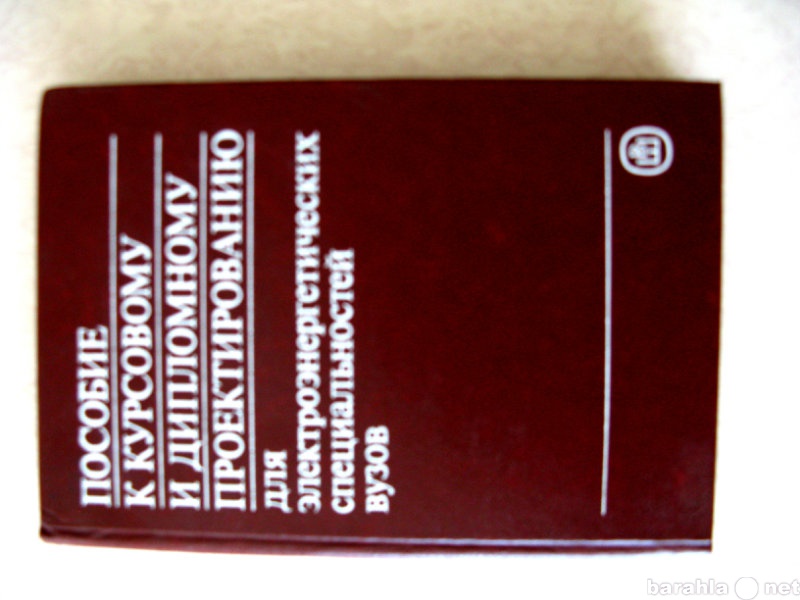 ПОСОБИЕ
К КУРСОВОМУ
И ДИПЛОМНОМУ
ПРОЕКТИРОВАНИЮ
для
электроэнергетических
специальностей
вузов
barahla net